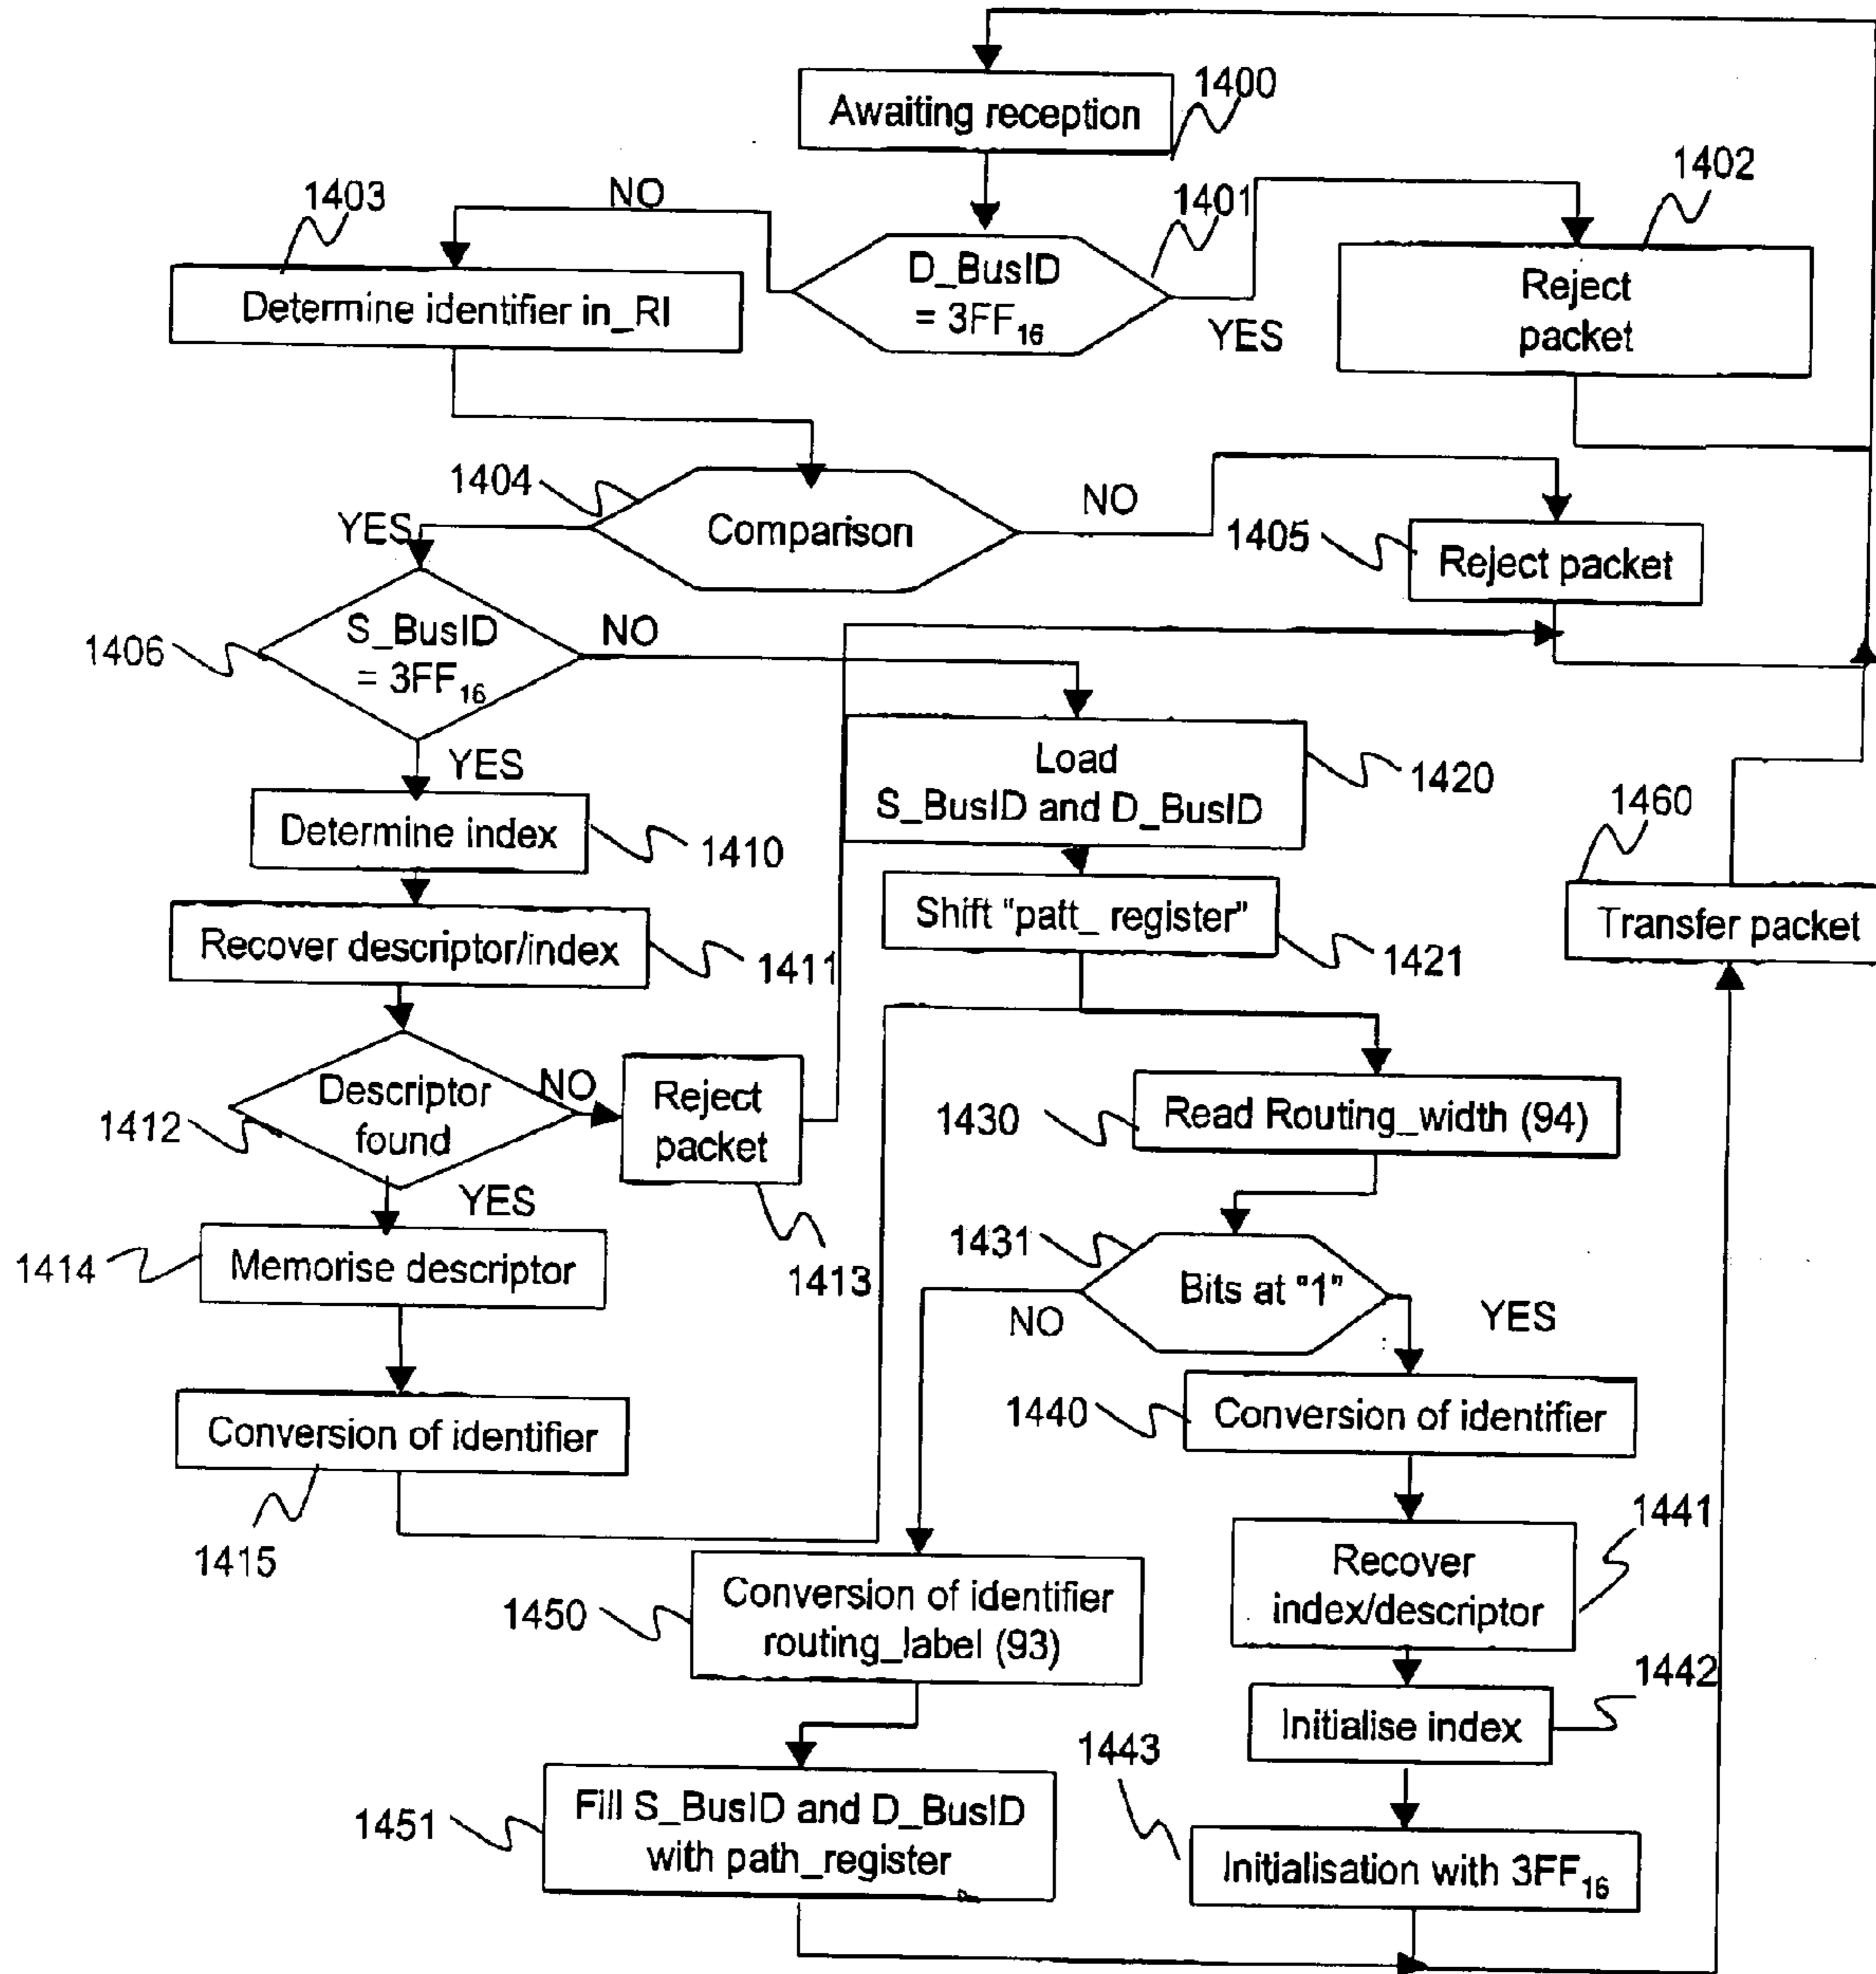 Awaiting reception
1400
1403
NO
1401
1402
D_BusID
= 3FF₁₆
YES
Determine identifier in_RI
Reject
packet
1404
Comparison
NO
YES
1405
Reject packet
1406
S_BusID
= 3FF₁₆
NO
YES
Load
S_BusID and D_BusID
1420
Determine index
1410
1460
Shift "patt_ register"
1421
Transfer packet
Recover descriptor/index
1411
Descriptor
found
1412
NO
Reject
packet
1413
YES
Read Routing_width (94)
1430
Memorise descriptor
1414
1431
Bits at "1"
NO
YES
Conversion of identifier
1415
1440
Conversion of identifier
1441
Recover
index/descriptor
1450
Conversion of identifier
routing_label (93)
1442
Initialise index
1443
1451
Fill S_BusID and D_BusID
with path_register
Initialisation with 3FF₁₆